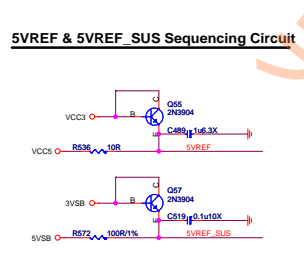 5VREF & 5VREF_SUS Sequencing Circuit
C
Q55
2N3904
VCC3
B
E
C489
1u6.3X
VCC5
R536
10R
5VREF
C
Q57
2N3904
3VSB
B
E
C519
0.1u10X
5VSB
R572
100R/1%
5VREF_SUS